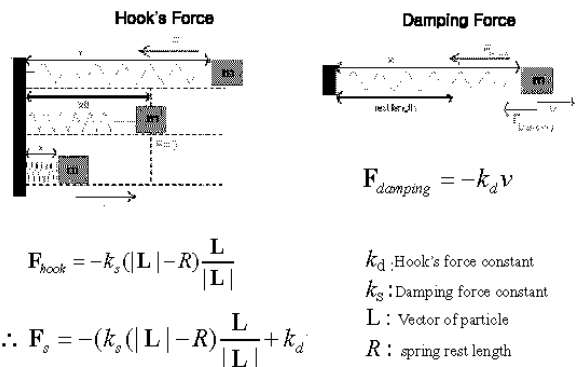 Hook's Force
Damping Force
m
m
m
m
rest length
F_damping = -k_d v
F_hook = -k_s (|L| - R) L/|L|
∴ F_s = -(k_s (|L| - R) L/|L| + k_d
k_d : Hook's force constant
k_s : Damping force constant
L : Vector of particle
R : spring rest length